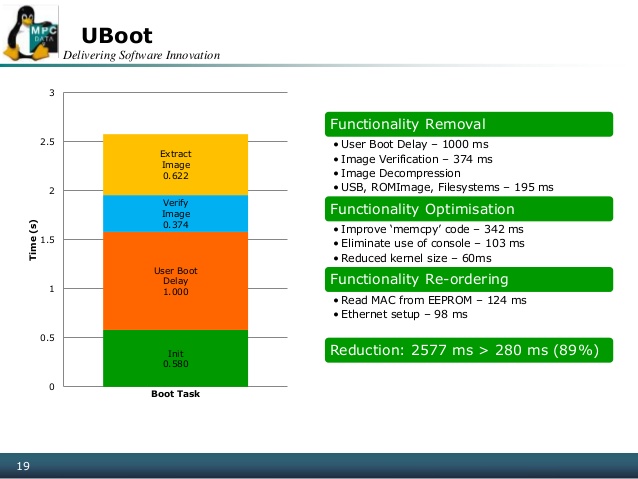 MPC
DATA
UBoot
Delivering Software Innovation
3
2.5
2
1.5
1
0.5
0
Time (s)
Extract
Image
0.622
Verify
Image
0.374
User Boot
Delay
1.000
Init
0.580
Boot Task
Functionality Removal
• User Boot Delay – 1000 ms
• Image Verification – 374 ms
• Image Decompression
• USB, ROMImage, Filesystems – 195 ms
Functionality Optimisation
• Improve ‘memcpy’ code – 342 ms
• Eliminate use of console – 103 ms
• Reduced kernel size – 60ms
Functionality Re-ordering
• Read MAC from EEPROM – 124 ms
• Ethernet setup – 98 ms
Reduction: 2577 ms > 280 ms (89%)
19